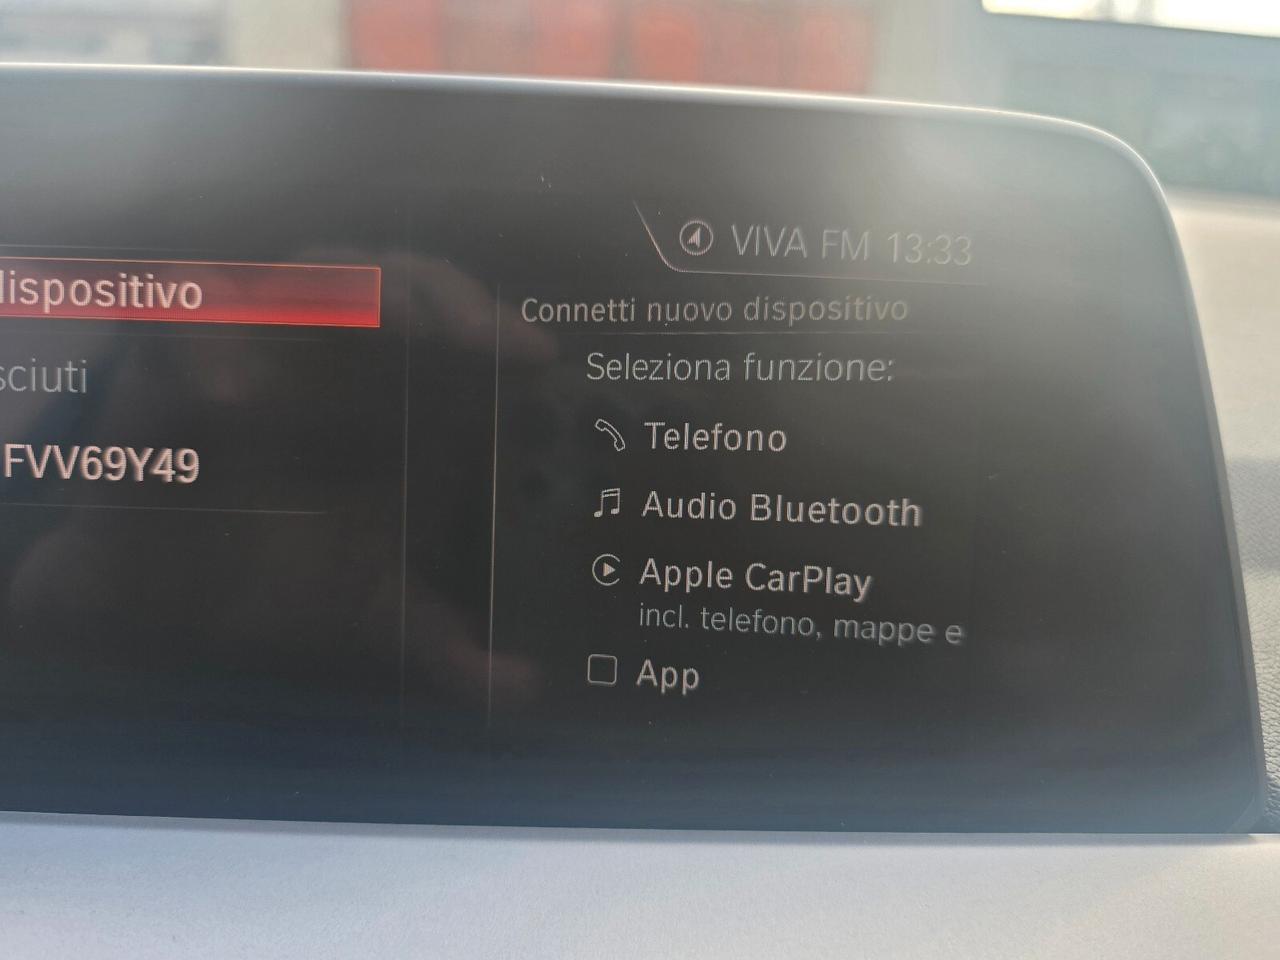 VIVA FM 13:33
dispositivo
Connetti nuovo dispositivo
sciuti
Seleziona funzione:
FVV69Y49
Telefono
Audio Bluetooth
Apple CarPlay
incl. telefono, mappe e
App